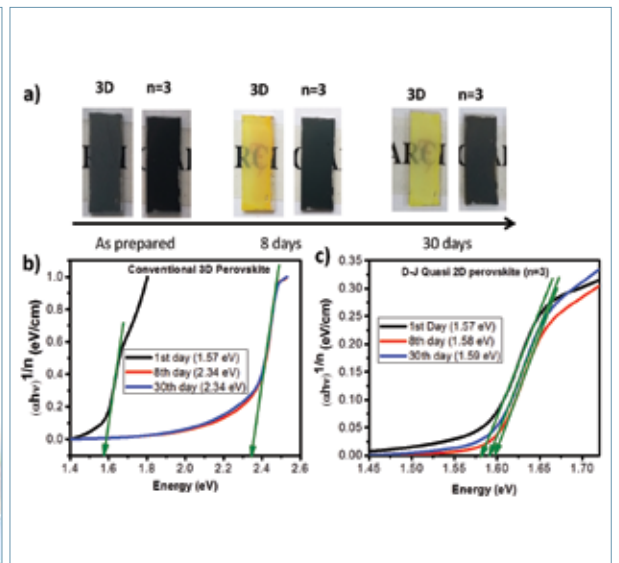 a)
3D n=3 3D n=3 3D n=3
As prepared 8 days 30 days
b)
Conventional 3D Perovskite
1st day (1.57 eV)
8th day (2.34 eV)
30th day (2.34 eV)
(αhν)^1/n (eV/cm)
1.0
0.8
0.6
0.4
0.2
0.0
1.4 1.6 1.8 2.0 2.2 2.4 2.6
Energy (eV)
c)
D-J Quasi 2D perovskite (n=3)
1st Day (1.57 eV)
8th day (1.58 eV)
30th day (1.59 eV)
(αhν)^1/n (eV/cm)
0.35
0.30
0.25
0.20
0.15
0.10
0.05
0.00
1.45 1.50 1.55 1.60 1.65 1.70
Energy (eV)